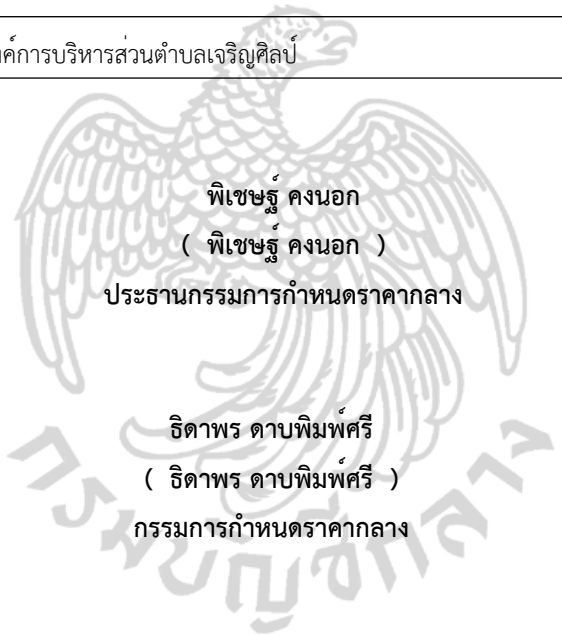 องค์การบริหารส่วนตำบลเจริญศิลป์
พิเชษฐ์ คงนอก
( พิเชษฐ์ คงนอก )
ประธานกรรมการกำหนดราคากลาง
ธิดาพร ดาบพิมพ์ศรี
( ธิดาพร ดาบพิมพ์ศรี )
กรรมการกำหนดราคากลาง
กรมบัญชีกลาง